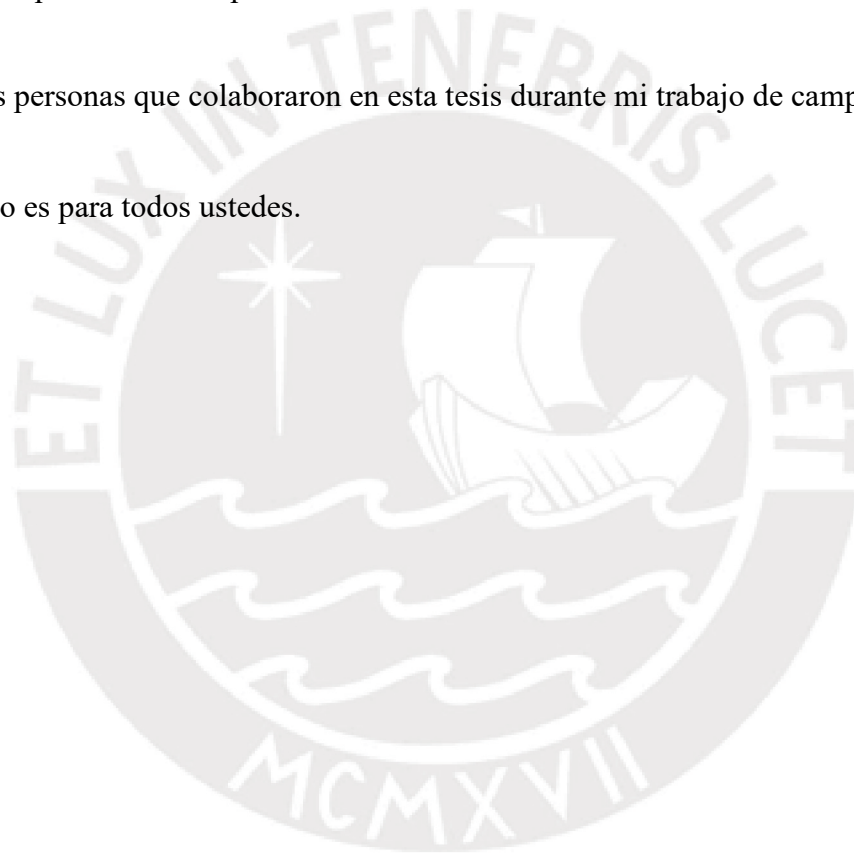 s personas que colaboraron en esta tesis durante mi trabajo de camp
o es para todos ustedes.
ET LUX IN TENEBRIS LUCET
MCMXVII